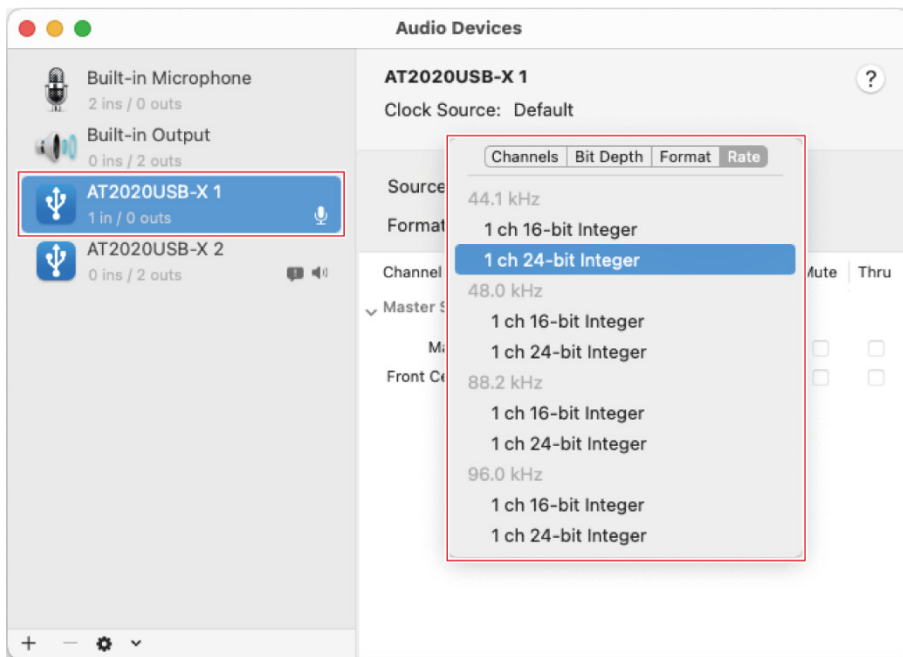 Audio Devices
Built-in Microphone
2 ins / 0 outs
Built-in Output
0 ins / 2 outs
AT2020USB-X 1
1 in / 0 outs
AT2020USB-X 2
0 ins / 2 outs
AT2020USB-X 1
?
Clock Source: Default
Source
Format
Channels Bit Depth Format Rate
44.1 kHz
1 ch 16-bit Integer
1 ch 24-bit Integer
48.0 kHz
1 ch 16-bit Integer
1 ch 24-bit Integer
88.2 kHz
1 ch 16-bit Integer
1 ch 24-bit Integer
96.0 kHz
1 ch 16-bit Integer
1 ch 24-bit Integer
Channel Mute Thru
Master S
Ma
Front Ce